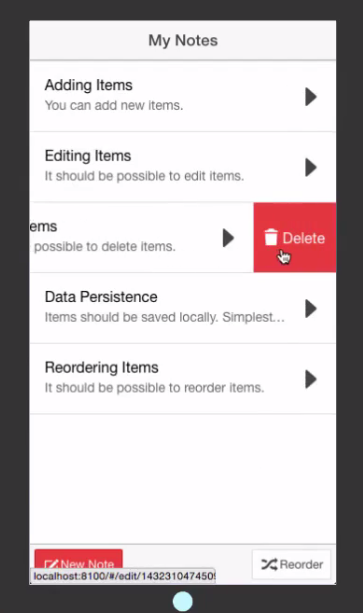 My Notes
Adding Items
You can add new items.
Editing Items
It should be possible to edit items.
ems
possible to delete items.
Delete
Data Persistence
Items should be saved locally. Simplest...
Reordering Items
It should be possible to reorder items.
New Note
Reorder
localhost:8100/#/edit/143231047450